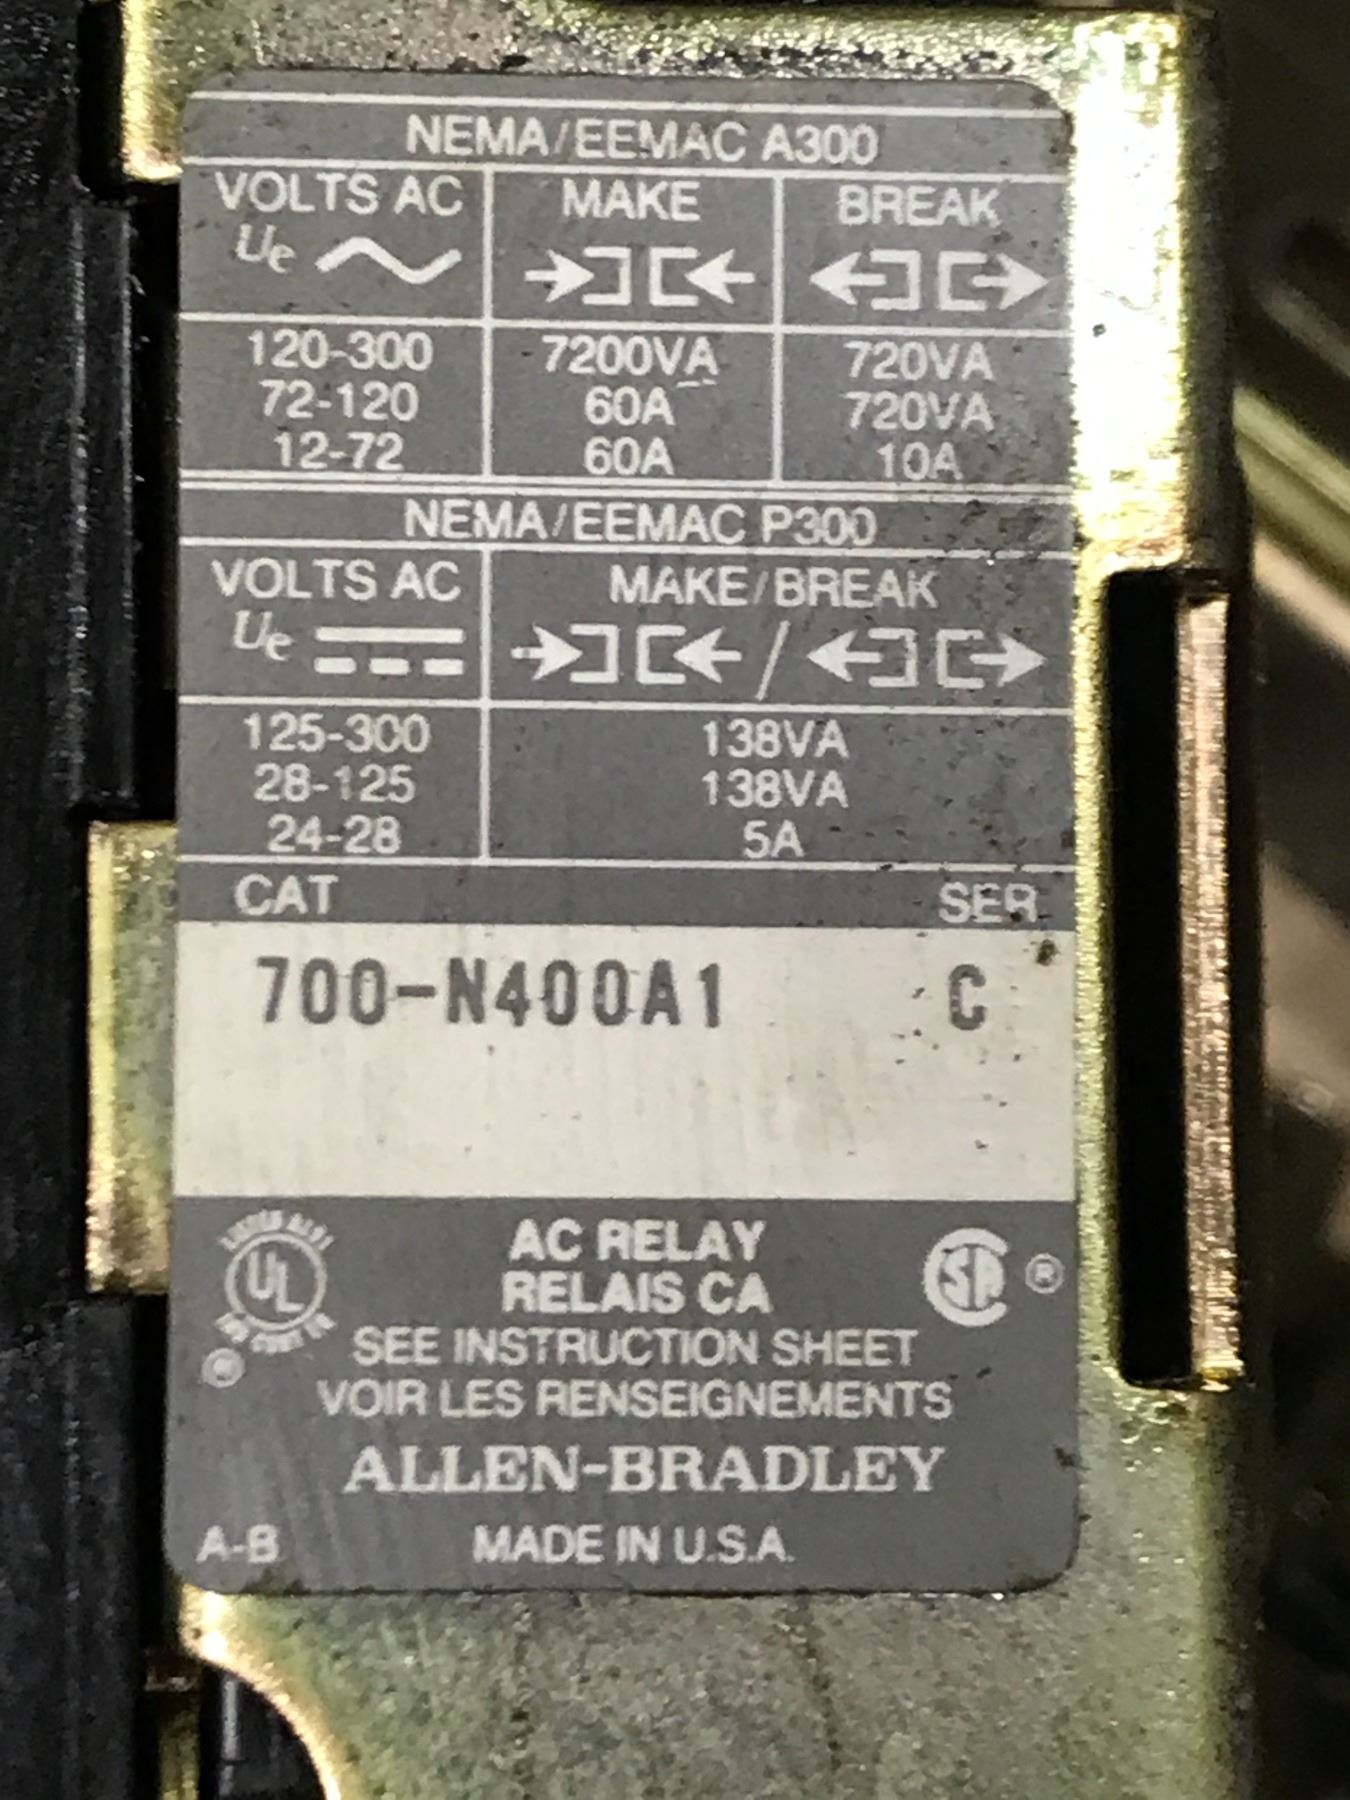 NEMA/EEMAC A300
VOLTS AC MAKE BREAK
Ue
120-300 7200VA 720VA
72-120 60A 720VA
12-72 60A 10A
NEMA/EEMAC P300
VOLTS AC MAKE/BREAK
Ue /
125-300 138VA
28-125 138VA
24-28 5A
CAT SER
700-N400A1 C
UL
®
SA ®
AC RELAY
RELAIS CA
SEE INSTRUCTION SHEET
VOIR LES RENSEIGNEMENTS
ALLEN-BRADLEY
A-B MADE IN U.S.A.